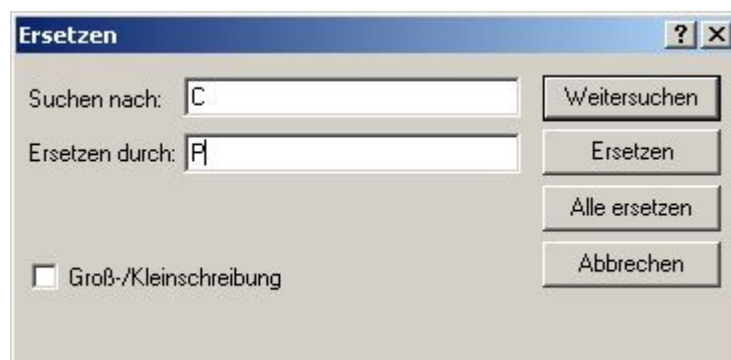 Ersetzen
Suchen nach: C
Weitersuchen
Ersetzen durch: P
Ersetzen
Alle ersetzen
Abbrechen
Groß-/Kleinschreibung